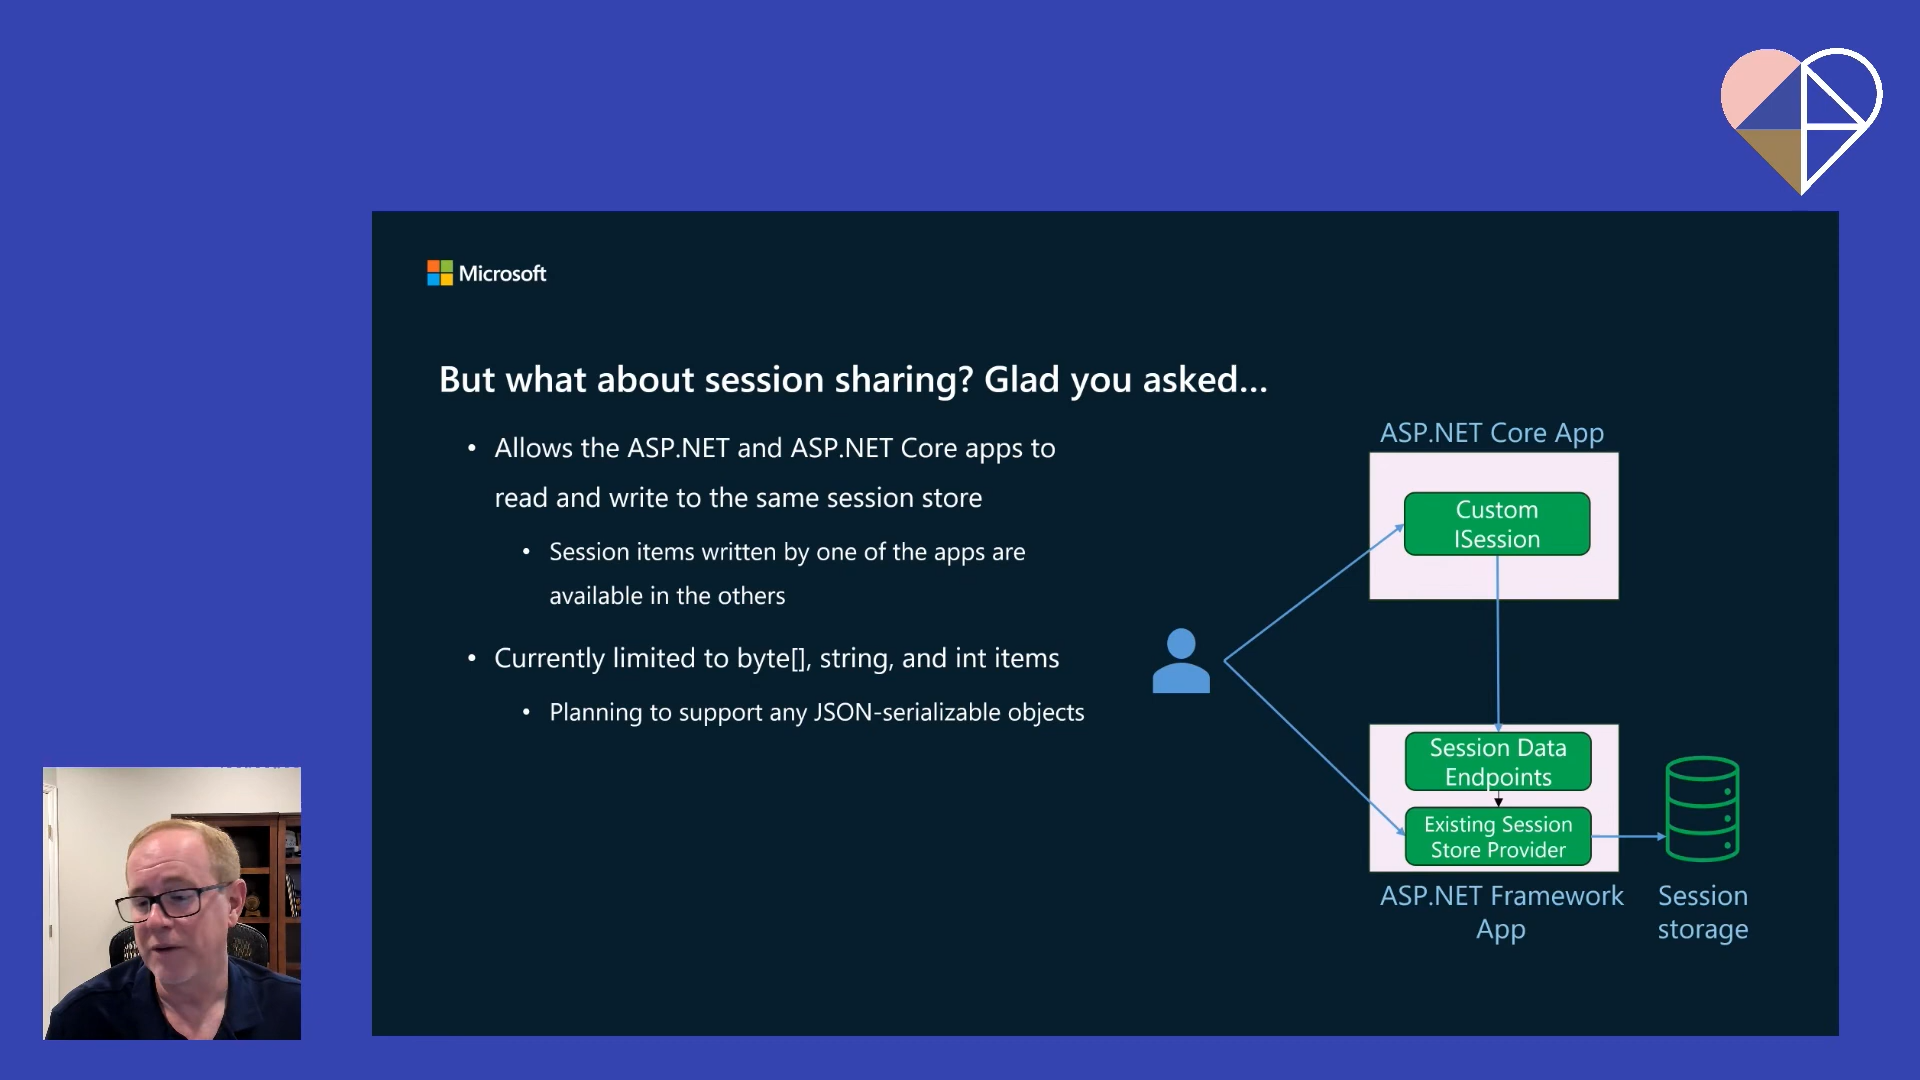 Microsoft
But what about session sharing? Glad you asked...
• Allows the ASP.NET and ASP.NET Core apps to
read and write to the same session store
• Session items written by one of the apps are
available in the others
• Currently limited to byte[], string, and int items
• Planning to support any JSON-serializable objects
ASP.NET Core App
Custom
ISession
Session Data
Endpoints
Existing Session
Store Provider
ASP.NET Framework
App
Session
storage